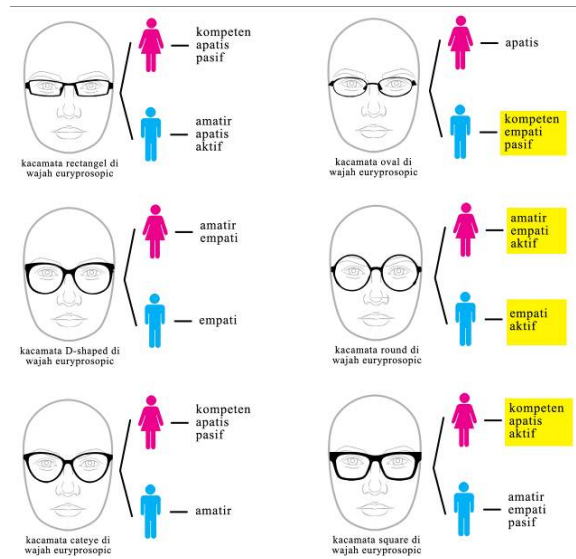 kompeten
apatis
pasif
amatir
apatis
aktif
kacamata rectangel di
wajah euryprosopic
apatis
kompeten
empati
pasif
kacamata oval di
wajah euryprosopic
amatir
empati
empati
kacamata D-shaped di
wajah euryprosopic
amatir
empati
aktif
empati
aktif
kacamata round di
wajah euryprosopic
kompeten
apatis
pasif
amatir
kacamata cateye di
wajah euryprosopic
kompeten
apatis
aktif
amatir
empati
pasif
kacamata square di
wajah euryprosopic